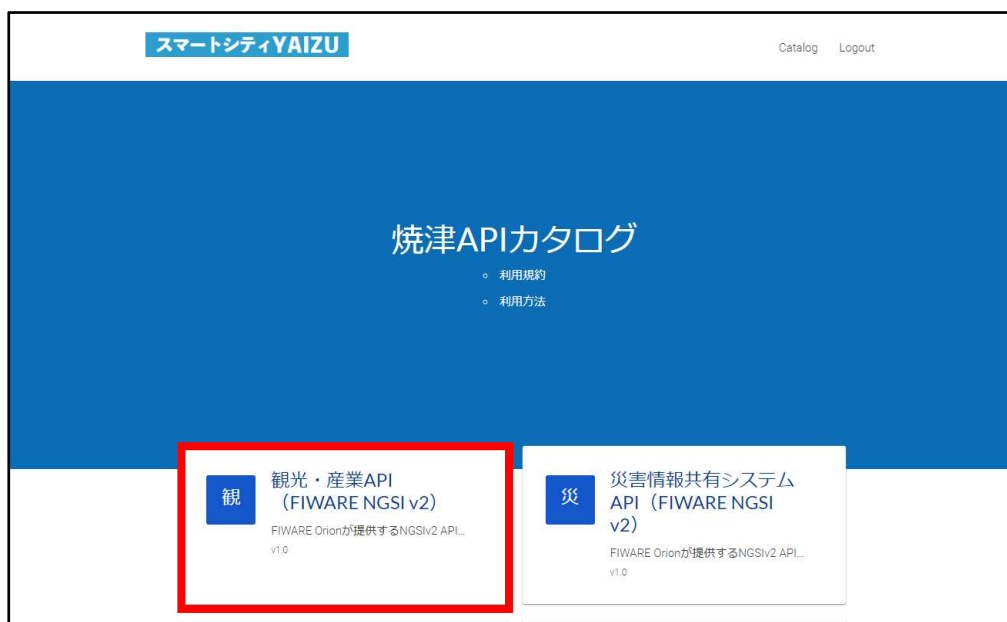 スマートシティYAIZU
Catalog Logout
焼津APIカタログ
利用規約
利用方法
観
観光・産業API
（FIWARE NGSI v2）
FIWARE Orionが提供するNGSIv2 API...
v1.0
災
災害情報共有システム
API（FIWARE NGSI
v2）
FIWARE Orionが提供するNGSIv2 API...
v1.0